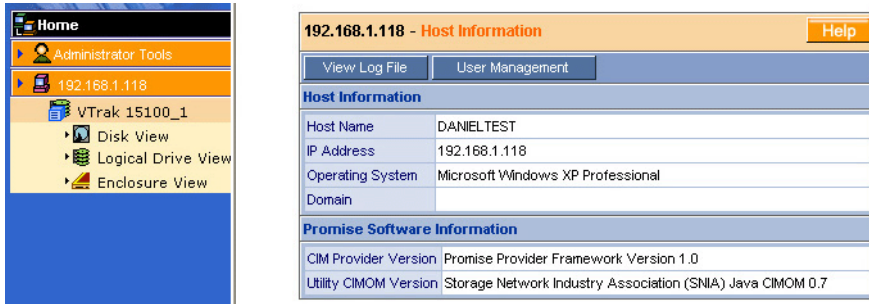 Home
Administrator Tools
192.168.1.118
VTrak 15100_1
Disk View
Logical Drive View
Enclosure View
192.168.1.118 - Host Information
Help
View Log File
User Management
Host Information
Host Name DANIELTEST
IP Address 192.168.1.118
Operating System Microsoft Windows XP Professional
Domain
Promise Software Information
CIM Provider Version Promise Provider Framework Version 1.0
Utility CIMOM Version Storage Network Industry Association (SNIA) Java CIMOM 0.7